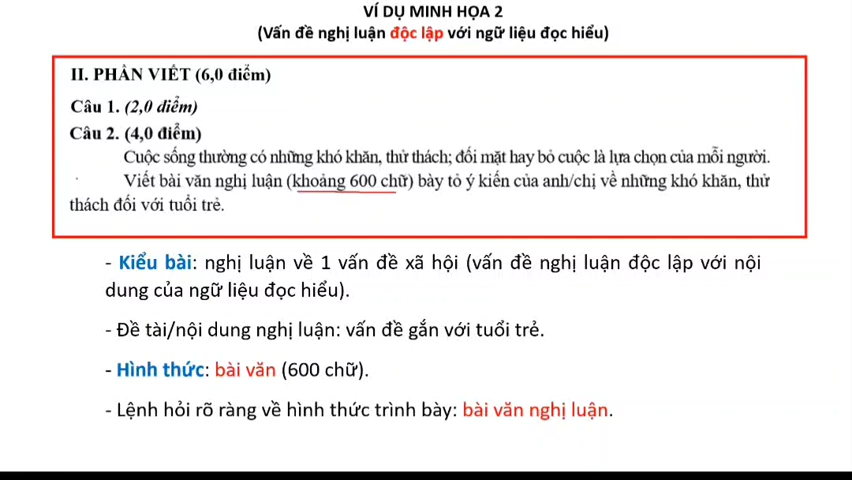 VÍ DỤ MINH HỌA 2
(Vấn đề nghị luận độc lập với ngữ liệu đọc hiểu)
II. PHẦN VIẾT (6,0 điểm)
Câu 1. (2,0 điểm)
Câu 2. (4,0 điểm)
Cuộc sống thường có những khó khăn, thử thách; đối mặt hay bỏ cuộc là lựa chọn của mỗi người.
Viết bài văn nghị luận (khoảng 600 chữ) bày tỏ ý kiến của anh/chị về những khó khăn, thử
thách đối với tuổi trẻ.
- Kiểu bài: nghị luận về 1 vấn đề xã hội (vấn đề nghị luận độc lập với nội
dung của ngữ liệu đọc hiểu).
- Đề tài/nội dung nghị luận: vấn đề gắn với tuổi trẻ.
- Hình thức: bài văn (600 chữ).
- Lệnh hỏi rõ ràng về hình thức trình bày: bài văn nghị luận.